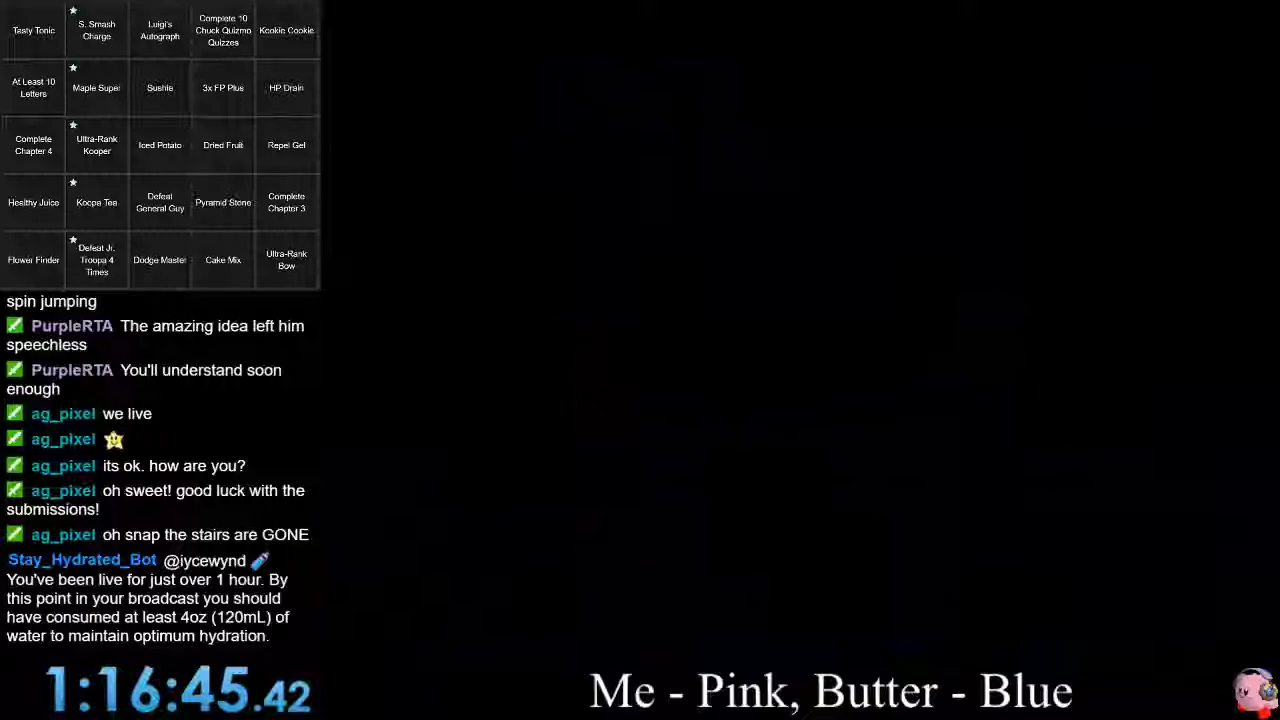 Tasty Tonic
S. Smash
Charge
Luigi's
Autograph
Complete 10
Chuck Quizmo
Quizzes
Kookie Cookie
At Least 10
Letters
Maple Super
Sushie
3x FP Plus
HP Drain
Complete
Chapter 4
Ultra-Rank
Kooper
Iced Potato
Dried Fruit
Repel Gel
Healthy Juice
Koopa Tea
Defeat
General Guy
Pyramid Stone
Complete
Chapter 3
Flower Finder
Defeat Jr.
Troopa 4
Times
Dodge Master
Cake Mix
Ultra-Rank
Bow
spin jumping
PurpleRTA The amazing idea left him
speechless
PurpleRTA You'll understand soon
enough
ag_pixel we live
ag_pixel
ag_pixel its ok. how are you?
ag_pixel oh sweet! good luck with the
submissions!
ag_pixel oh snap the stairs are GONE
Stay_Hydrated_Bot @iycewynd
You've been live for just over 1 hour. By
this point in your broadcast you should
have consumed at least 4oz (120mL) of
water to maintain optimum hydration.
1:16:45.42
Me - Pink, Butter - Blue